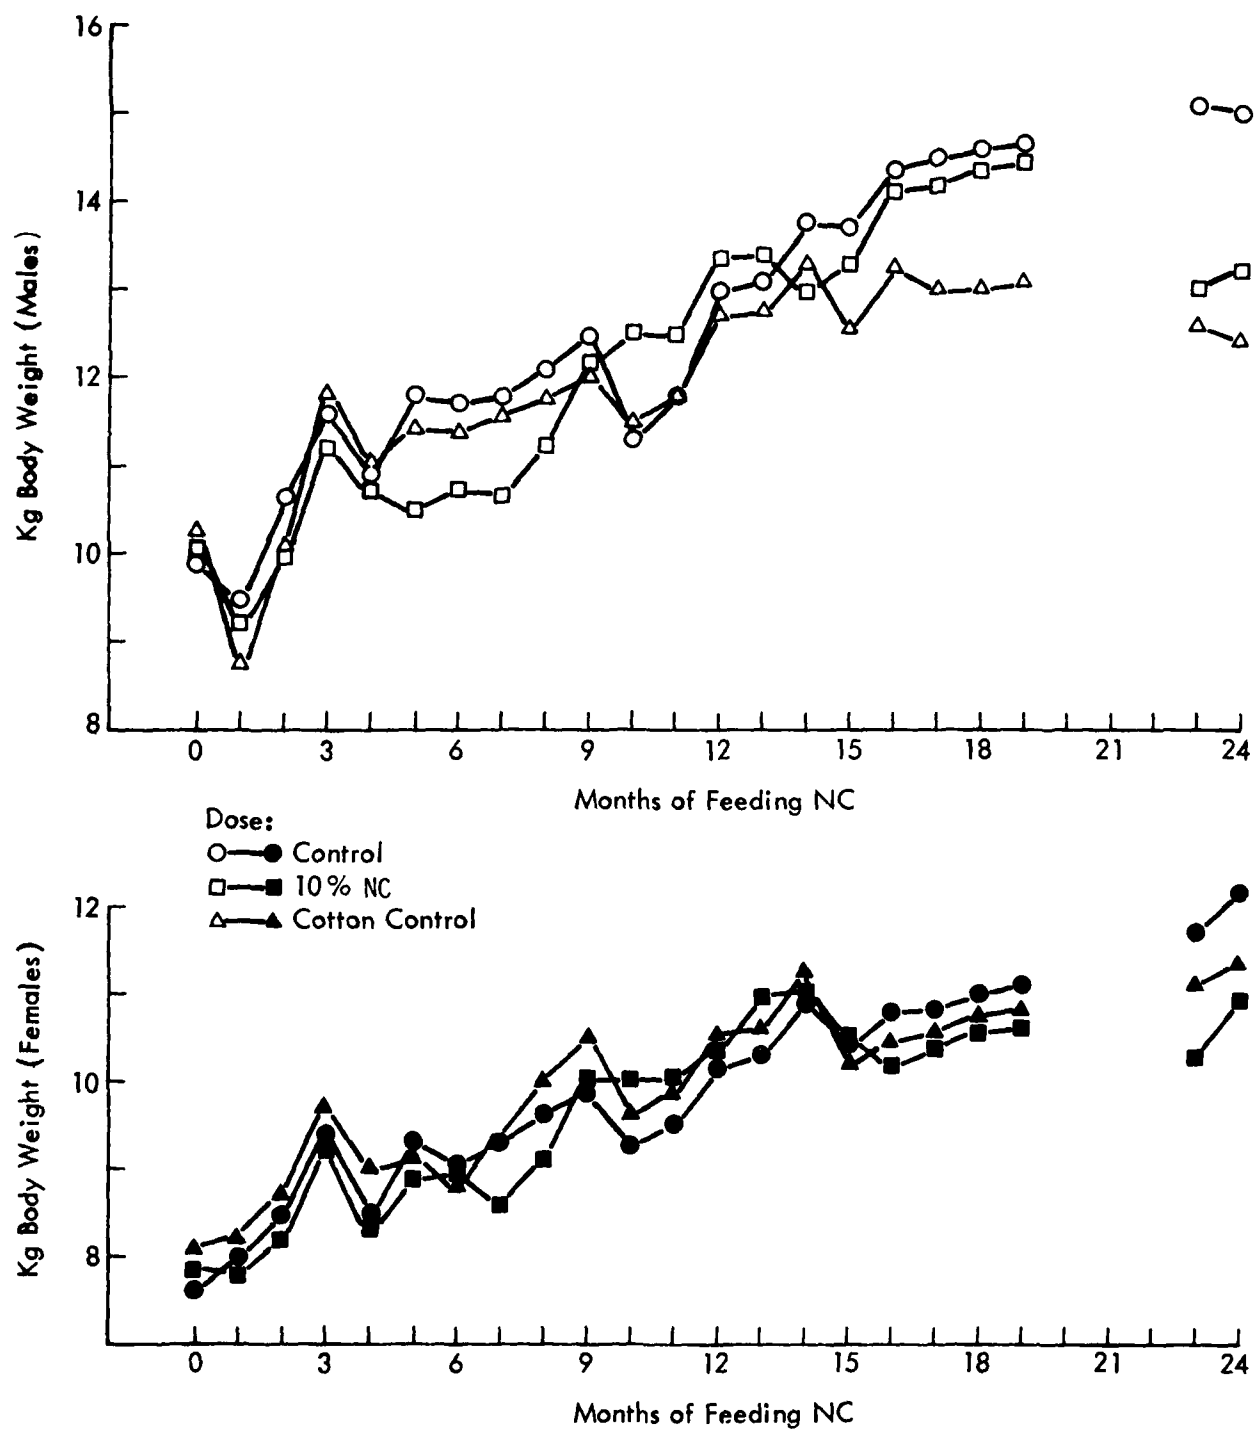 16
14
12
10
8
Kg Body Weight (Males)
0 3 6 9 12 15 18 21 24
Months of Feeding NC
Dose:
Control
10% NC
Cotton Control
12
10
8
Kg Body Weight (Females)
0 3 6 9 12 15 18 21 24
Months of Feeding NC